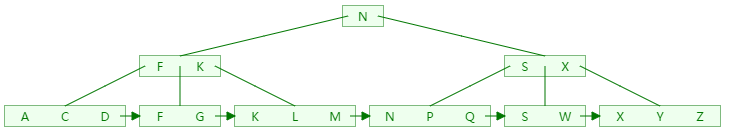 N
F K
S X
A C D F G K L M N P Q S W X Y Z